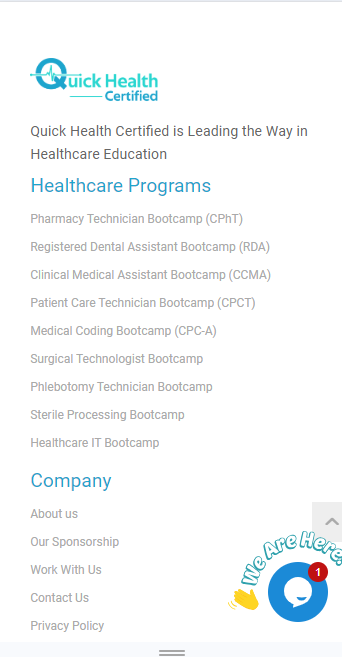 Quick Health
Certified
Quick Health Certified is Leading the Way in
Healthcare Education
Healthcare Programs
Pharmacy Technician Bootcamp (CPhT)
Registered Dental Assistant Bootcamp (RDA)
Clinical Medical Assistant Bootcamp (CCMA)
Patient Care Technician Bootcamp (CPCT)
Medical Coding Bootcamp (CPC-A)
Surgical Technologist Bootcamp
Phlebotomy Technician Bootcamp
Sterile Processing Bootcamp
Healthcare IT Bootcamp
Company
About us
Our Sponsorship
Work With Us
Contact Us
Privacy Policy
We Are Here!
1